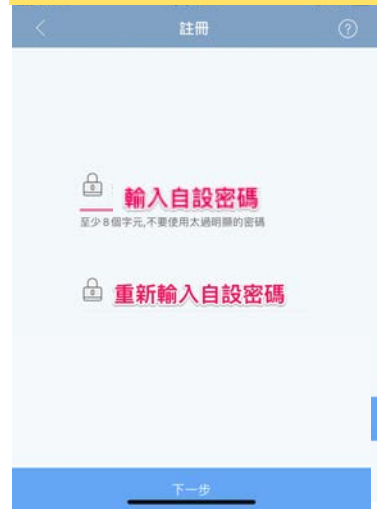 註冊
輸入自設密碼
至少8個字元,不要使用太過明顯的密碼
重新輸入自設密碼
下一步